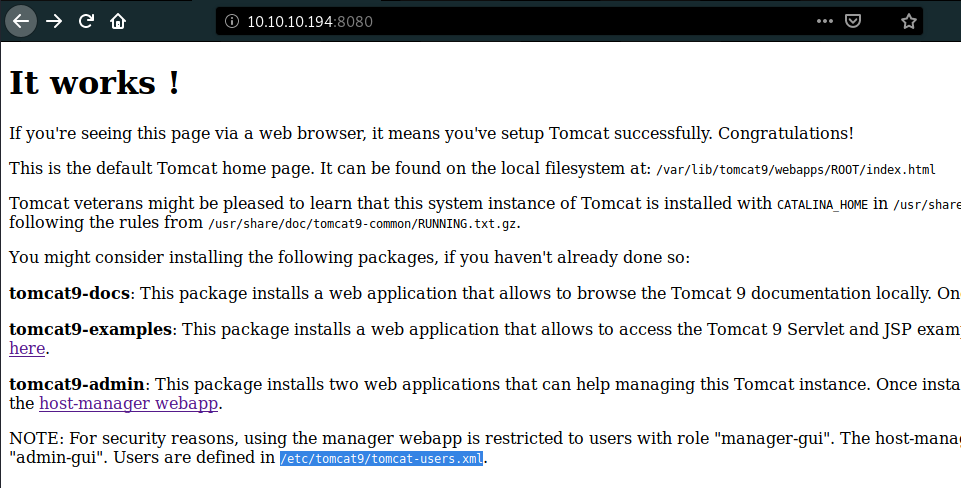 10.10.10.194:8080
It works !
If you're seeing this page via a web browser, it means you've setup Tomcat successfully. Congratulations!
This is the default Tomcat home page. It can be found on the local filesystem at: /var/lib/tomcat9/webapps/ROOT/index.html
Tomcat veterans might be pleased to learn that this system instance of Tomcat is installed with CATALINA_HOME in /usr/share
following the rules from /usr/share/doc/tomcat9-common/RUNNING.txt.gz.
You might consider installing the following packages, if you haven't already done so:
tomcat9-docs: This package installs a web application that allows to browse the Tomcat 9 documentation locally. On
tomcat9-examples: This package installs a web application that allows to access the Tomcat 9 Servlet and JSP exam
here.
tomcat9-admin: This package installs two web applications that can help managing this Tomcat instance. Once insta
the host-manager webapp.
NOTE: For security reasons, using the manager webapp is restricted to users with role "manager-gui". The host-mana
"admin-gui". Users are defined in /etc/tomcat9/tomcat-users.xml.